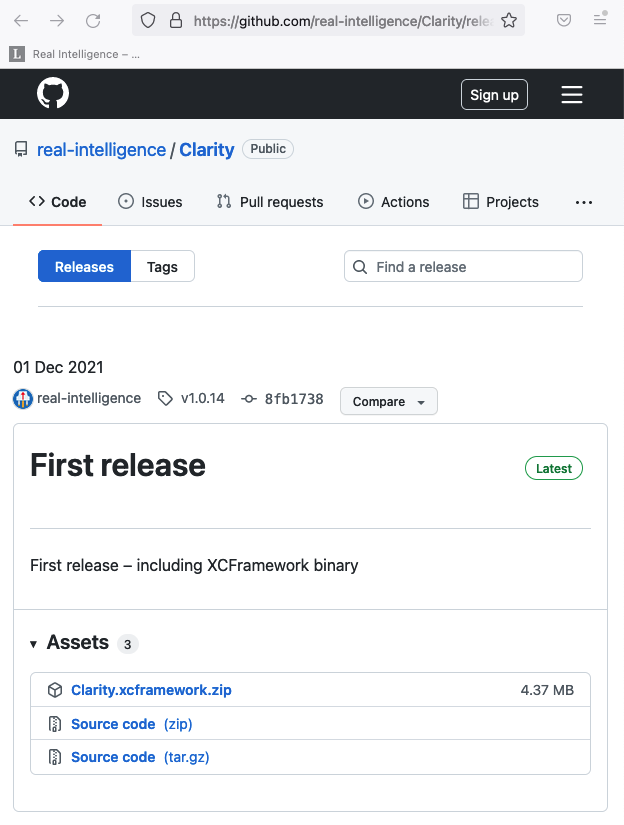 https://github.com/real-intelligence/Clarity/rele
L Real Intelligence – ...
Sign up
real-intelligence / Clarity Public
<> Code Issues Pull requests Actions Projects ...
Releases Tags Find a release
01 Dec 2021
real-intelligence v1.0.14 8fb1738 Compare
First release Latest
First release – including XCFramework binary
Assets 3
Clarity.xcframework.zip 4.37 MB
Source code (zip)
Source code (tar.gz)